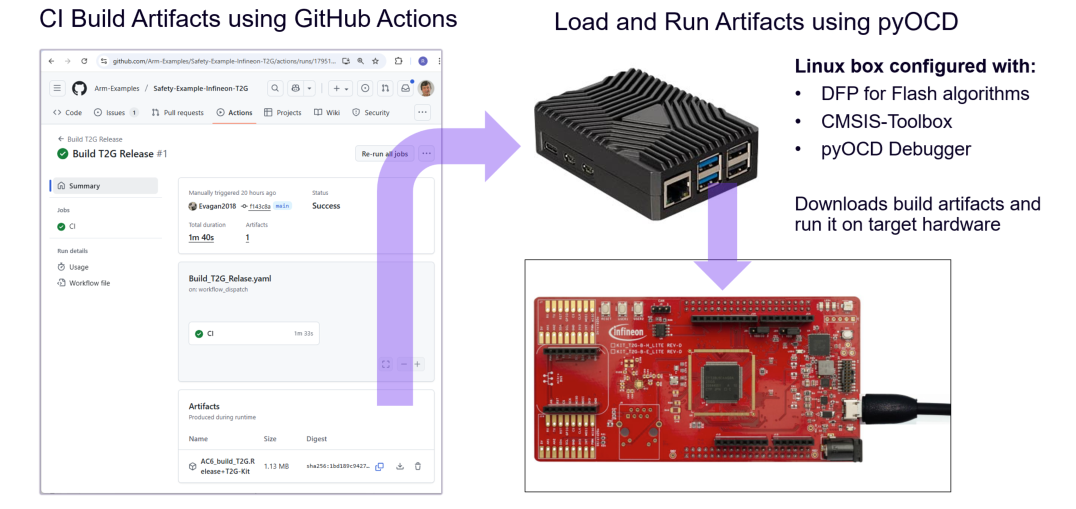 CI Build Artifacts using GitHub Actions
Load and Run Artifacts using pyOCD
github.com/Arm-Examples/Safety-Example-Infineon-T2G/actions/runs/17951...
Arm-Examples / Safety-Example-Infineon-T2G
Code
Issues 1
Pull requests
Actions
Projects
Wiki
Security
Build T2G Release
Build T2G Release #1
Re-run all jobs
Summary
Jobs
CI
Run details
Usage
Workflow file
Manually triggered 20 hours ago
Status
Evagan2018
f143c8a
main
Success
Total duration
Artifacts
1m 40s
1
Build_T2G_Relase.yaml
on: workflow_dispatch
CI
1m 33s
Artifacts
Produced during runtime
Name
Size
Digest
AC6_build_T2G.R
elease+T2G-Kit
1.13 MB
sha256:1bd189c9427...
Linux box configured with:
• DFP for Flash algorithms
• CMSIS-Toolbox
• pyOCD Debugger
Downloads build artifacts and
run it on target hardware
infineon
KIT_T2G-B-H_LITE REV-D
KIT_T2G-B-E_LITE REV-D